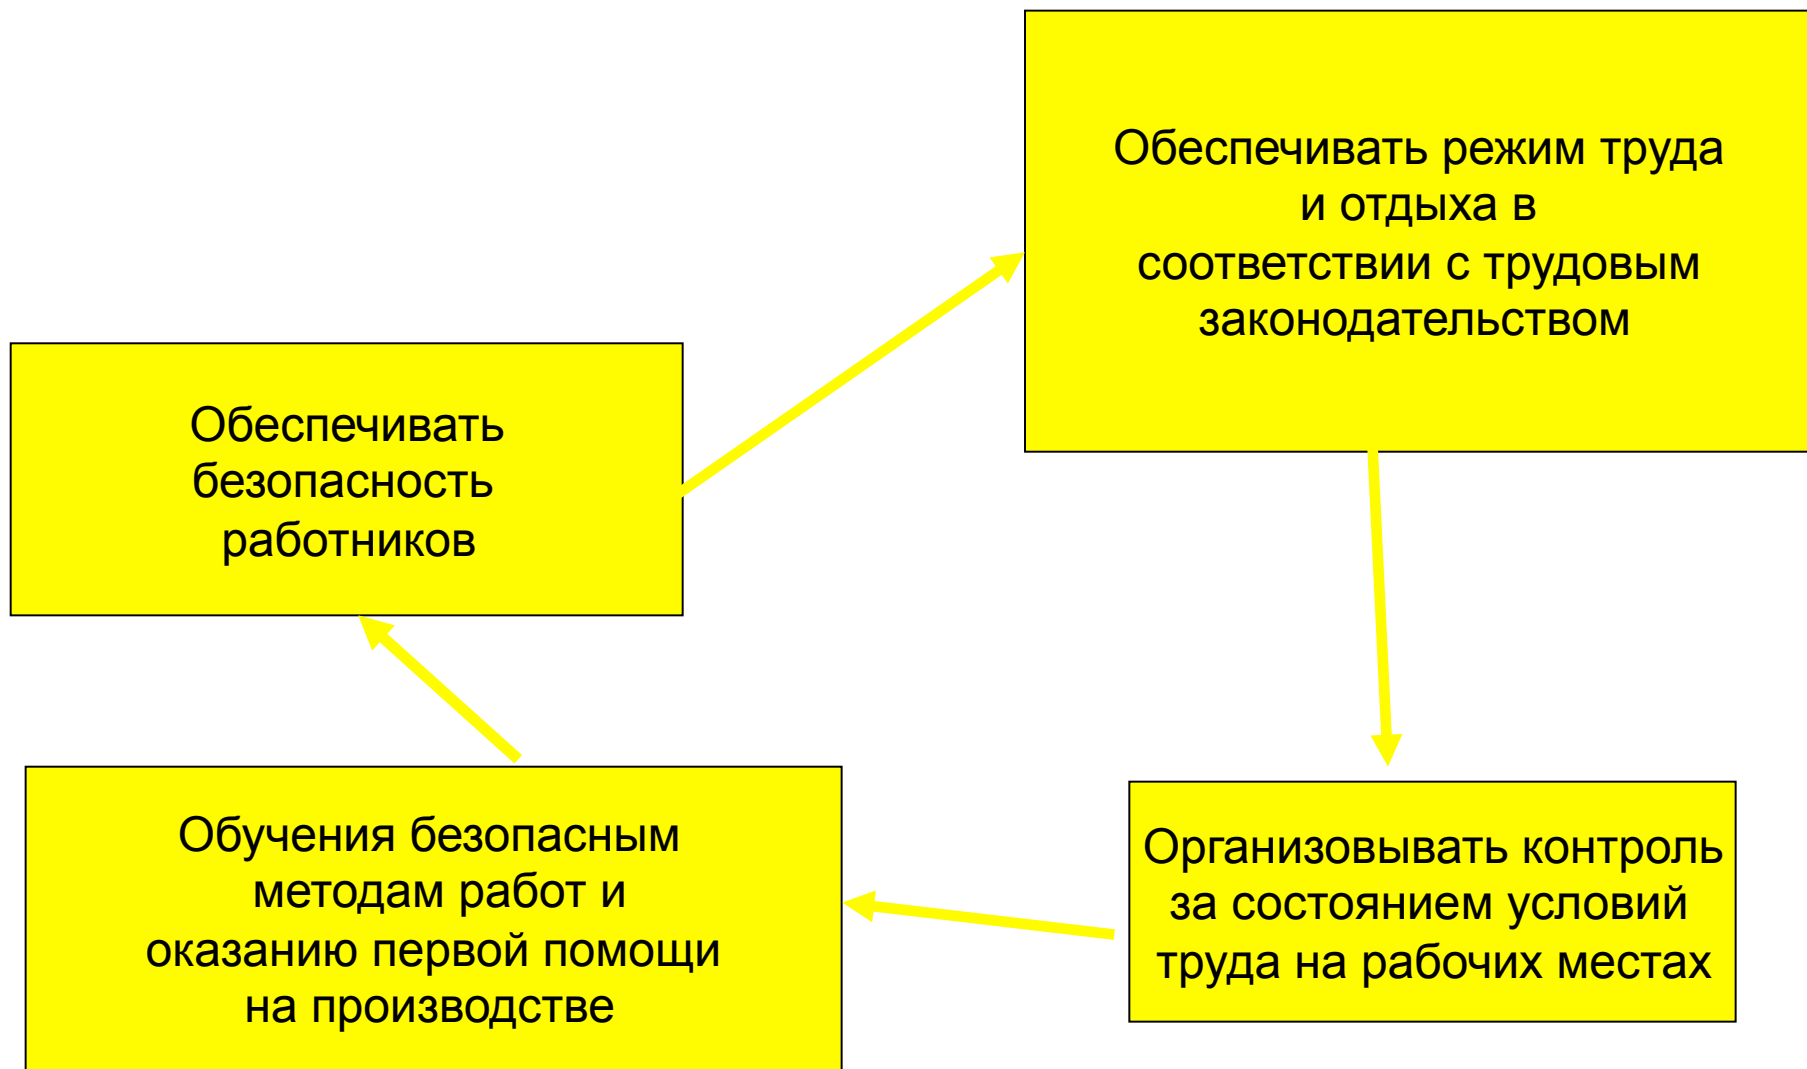 Обеспечивать режим труда
и отдыха в
соответствии с трудовым
законодательством
Обеспечивать
безопасность
работников
Обучения безопасным
методам работ и
оказанию первой помощи
на производстве
Организовывать контроль
за состоянием условий
труда на рабочих местах